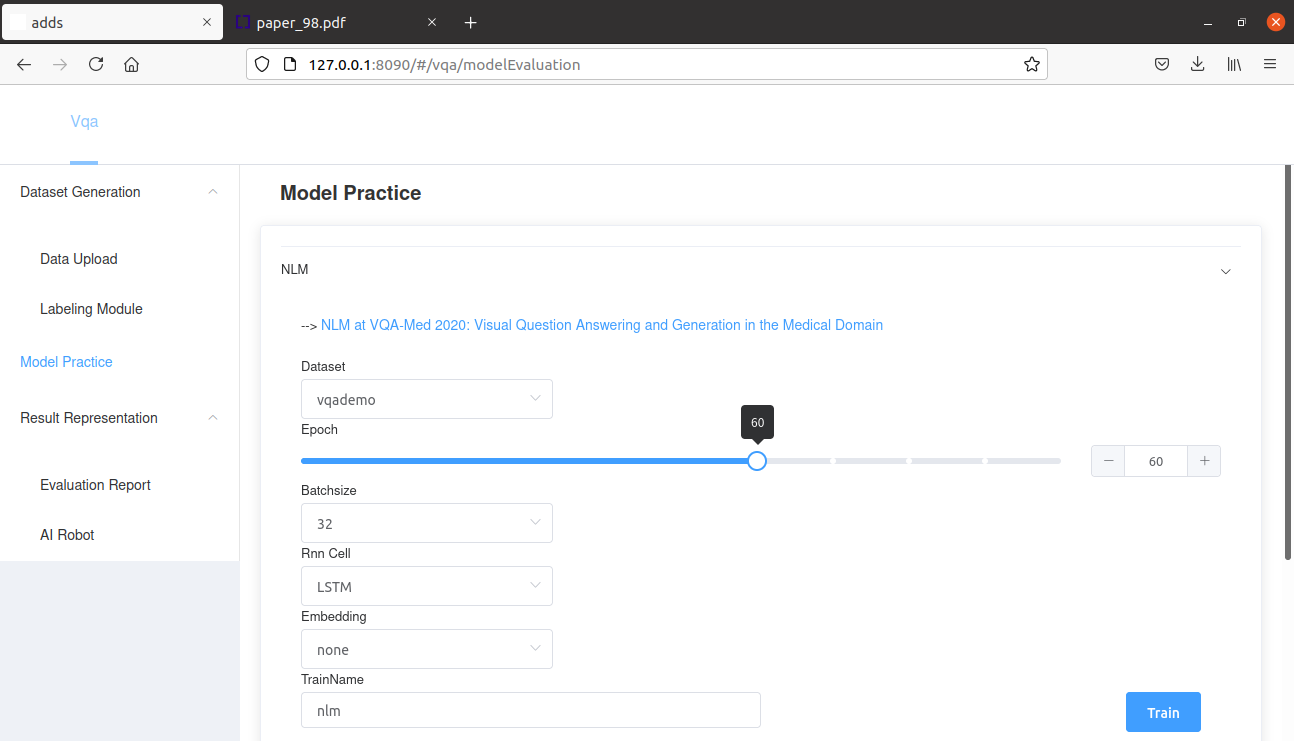 adds
paper_98.pdf
127.0.0.1:8090/#/vqa/modelEvaluation
Vqa
Dataset Generation
Data Upload
Labeling Module
Model Practice
Result Representation
Evaluation Report
AI Robot
Model Practice
NLM
--> NLM at VQA-Med 2020: Visual Question Answering and Generation in the Medical Domain
Dataset
vqademo
Epoch
60
60
Batchsize
32
Rnn Cell
LSTM
Embedding
none
TrainName
nlm
Train